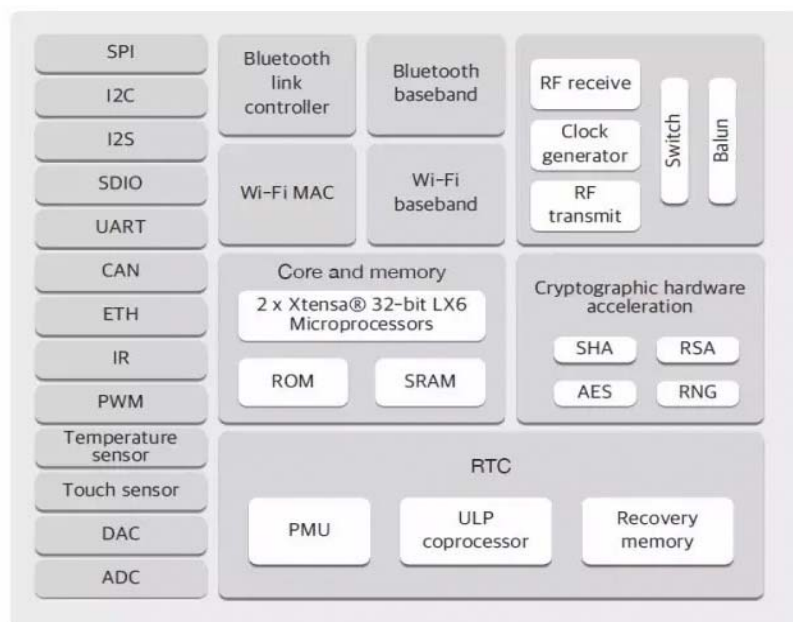 SPI
I2C
I2S
SDIO
UART
CAN
ETH
IR
PWM
Temperature
sensor
Touch sensor
DAC
ADC
Bluetooth
link
controller
Bluetooth
baseband
Wi-Fi MAC
Wi-Fi
baseband
RF receive
Clock
generator
RF
transmit
Switch
Balun
Core and memory
2 x Xtensa® 32-bit LX6
Microprocessors
ROM
SRAM
Cryptographic hardware
acceleration
SHA
RSA
AES
RNG
RTC
PMU
ULP
coprocessor
Recovery
memory